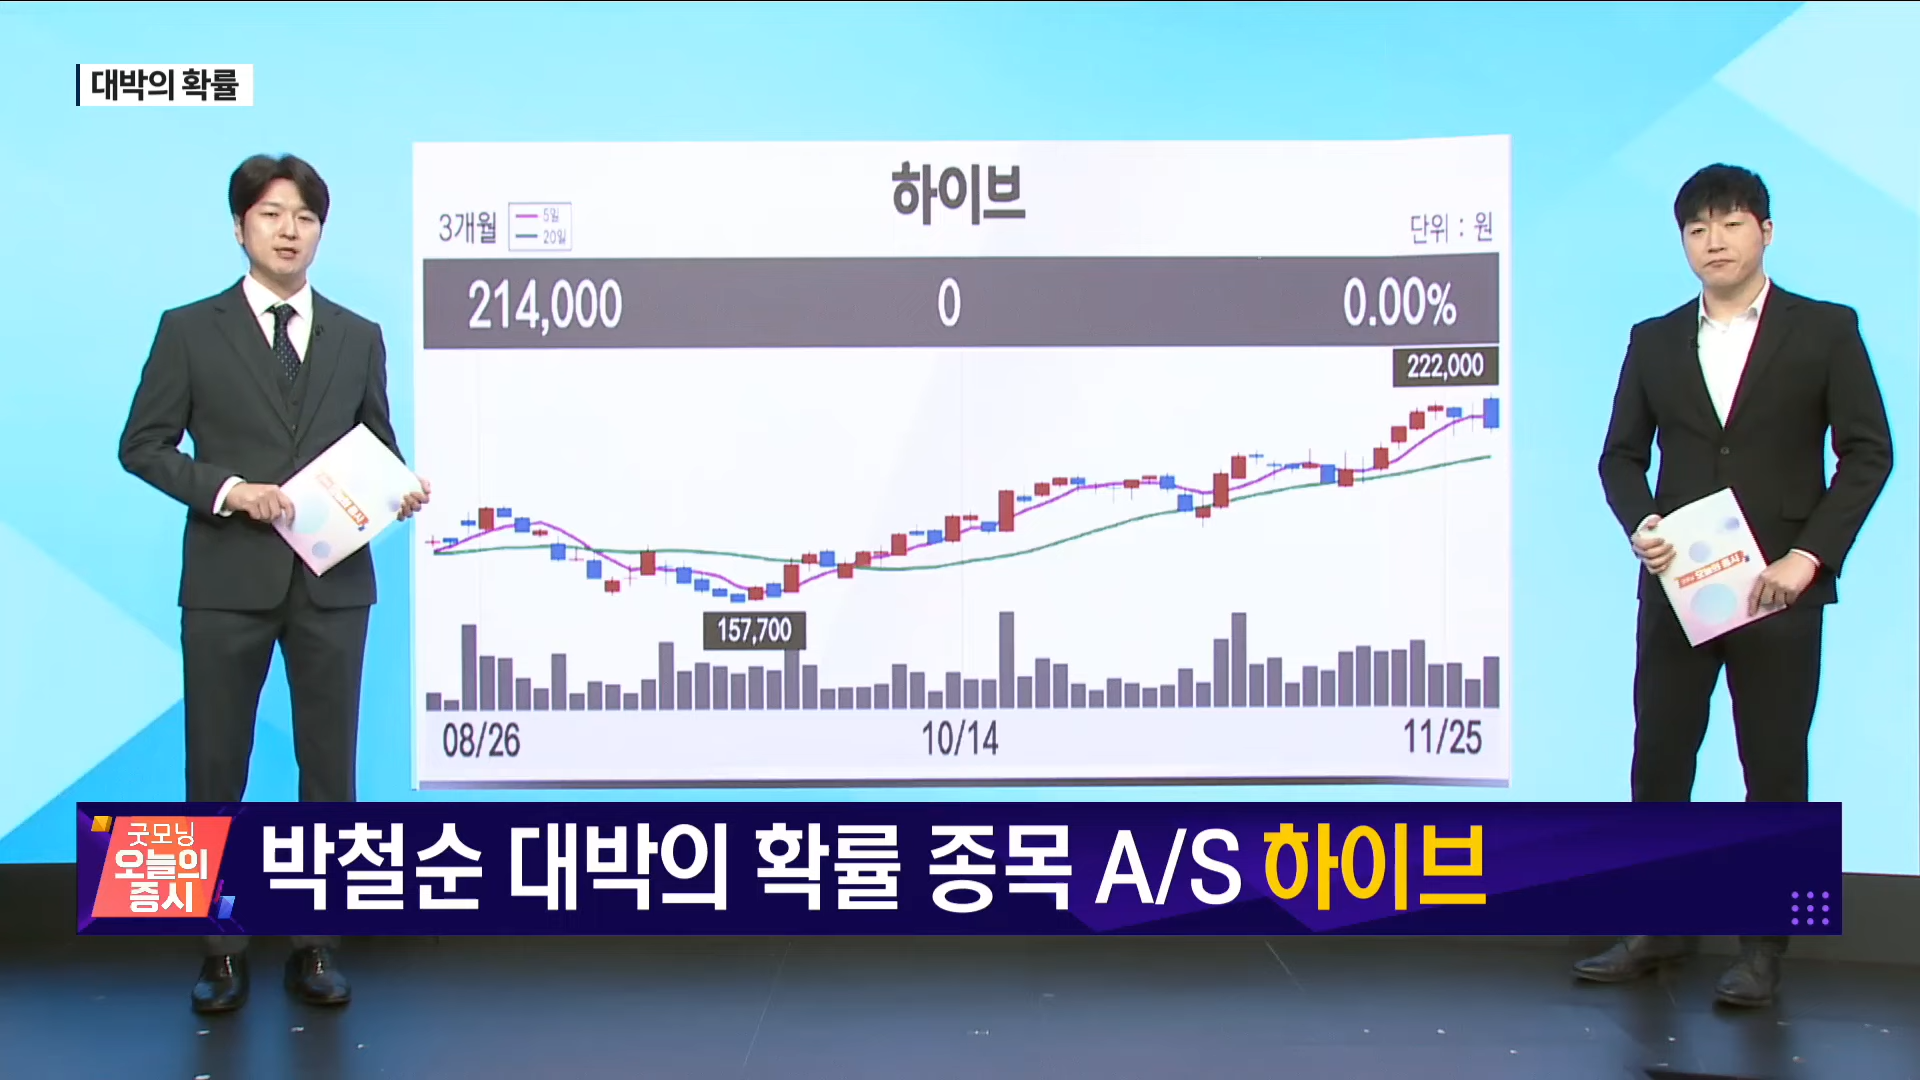 대박의 확률
하이브
3개월
5일
20일
단위 : 원
214,000 0 0.00%
222,000
157,700
08/26 10/14 11/25
굿모닝
오늘의
증시
박철순 대박의 확률 종목 A/S 하이브